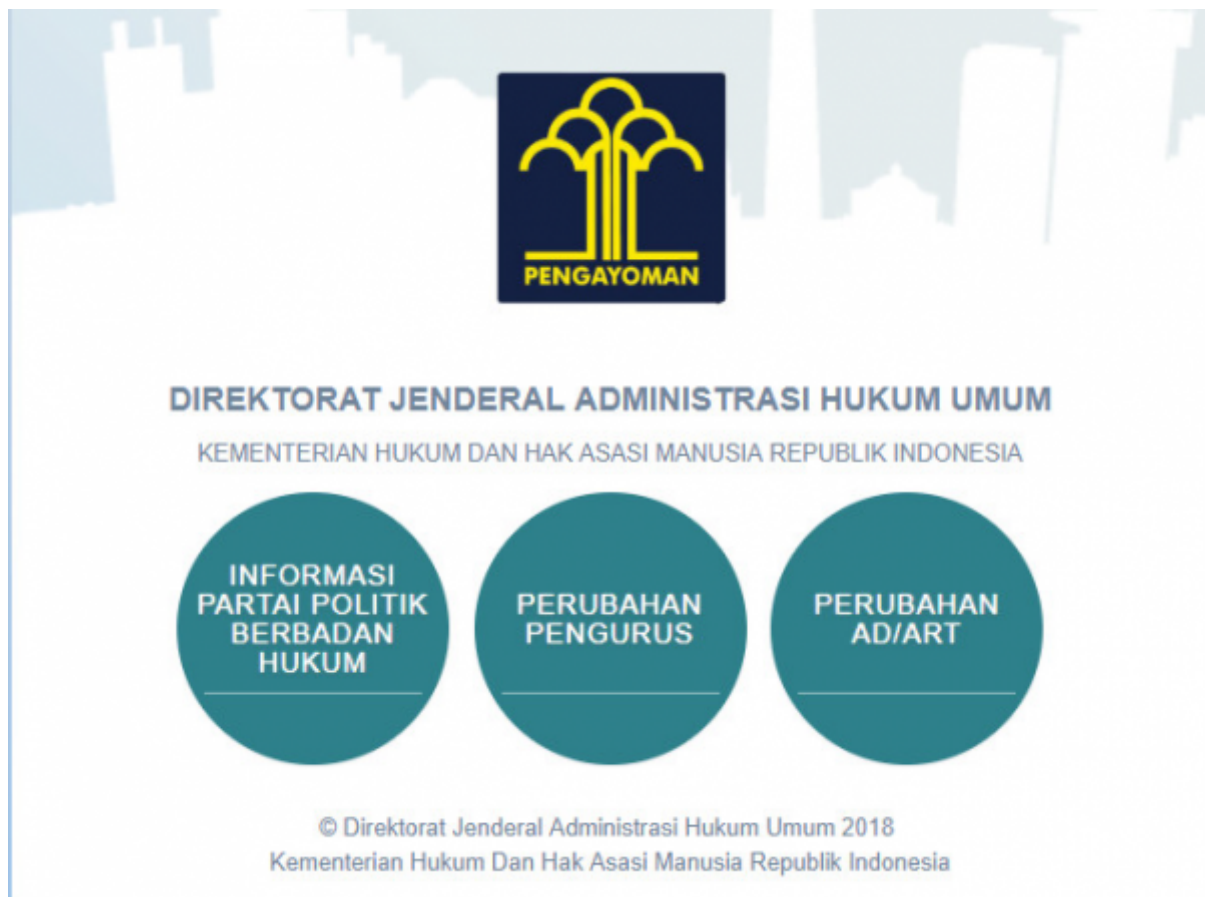 PENGAYOMAN
DIREKTORAT JENDERAL ADMINISTRASI HUKUM UMUM
KEMENTERIAN HUKUM DAN HAK ASASI MANUSIA REPUBLIK INDONESIA
INFORMASI
PARTAI POLITIK
BERBADAN
HUKUM
PERUBAHAN
PENGURUS
PERUBAHAN
AD/ART
© Direktorat Jenderal Administrasi Hukum Umum 2018
Kementerian Hukum Dan Hak Asasi Manusia Republik Indonesia